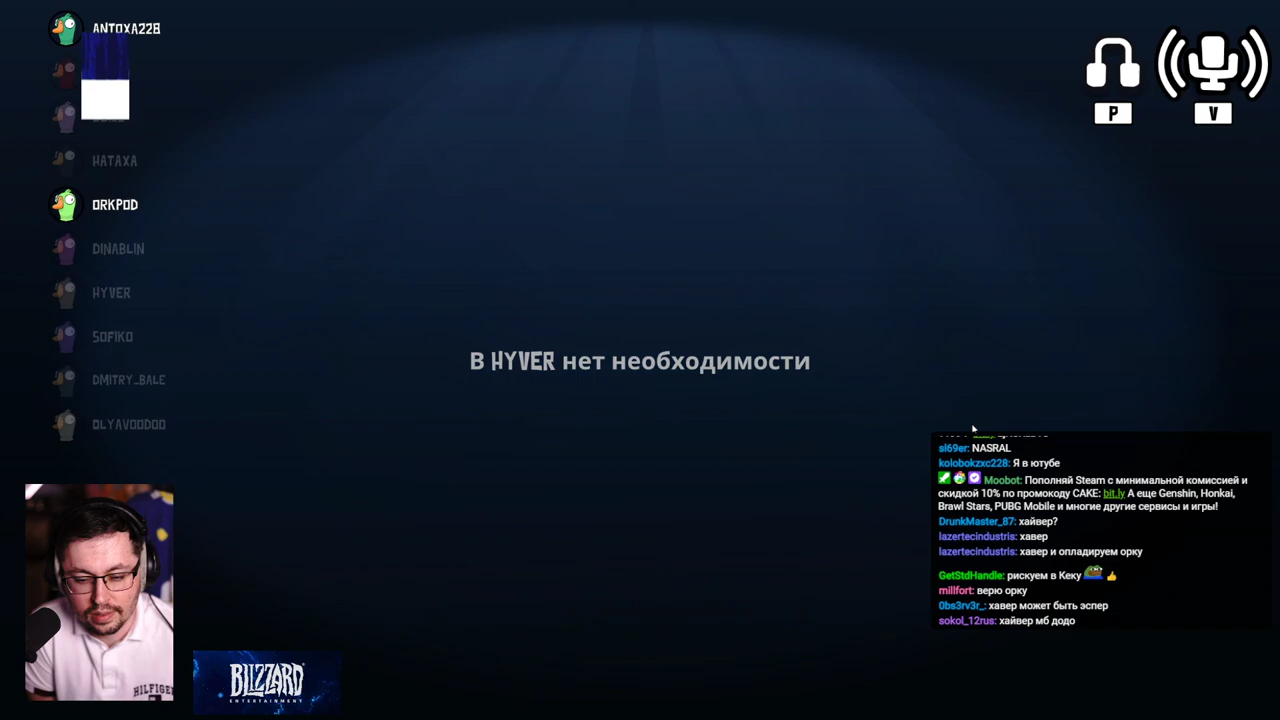 ANTOXA228
HATAXA
ORKPOD
DINABLIN
HYVER
SOFIKO
DMITRY_BALE
OLYAVOODOO
P
V
В HYVER нет необходимости
sl69er: NASRAL
kolobokzxc228: Я в ютубе
Moobot: Пополняй Steam с минимальной комиссией и
скидкой 10% по промокоду CAKE: bit.ly А еще Genshin, Honkai,
Brawl Stars, PUBG Mobile и многие другие сервисы и игры!
DrunkMaster_87: хайвер?
lazertecindustris: хавер
lazertecindustris: хавер и опладируем орку
GetStdHandle: рискуем в Кеку
millfort: верю орку
0bs3rv3r_: хавер может быть эспер
sokol_12rus: хайвер мб додо
HILFIGER
BLIZZARD
ENTERTAINMENT